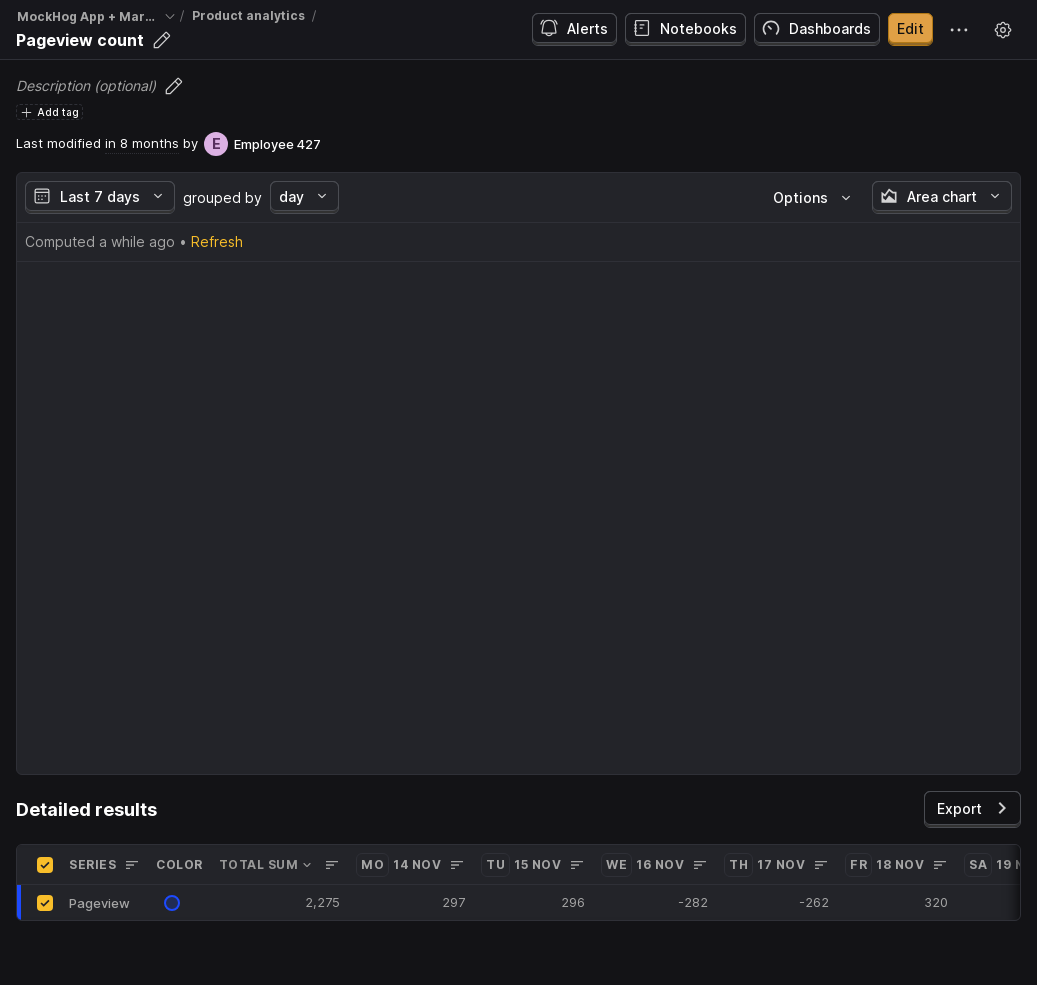 MockHog App + Mar... / Product analytics /
Pageview count
Alerts
Notebooks
Dashboards
Edit
Description (optional)
Add tag
Last modified in 8 months by E Employee 427
Last 7 days grouped by day
Options
Area chart
Computed a while ago • Refresh
Detailed results
Export
SERIES COLOR TOTAL SUM MO 14 NOV TU 15 NOV WE 16 NOV TH 17 NOV FR 18 NOV SA 19
Pageview 2,275 297 296 -282 -262 320